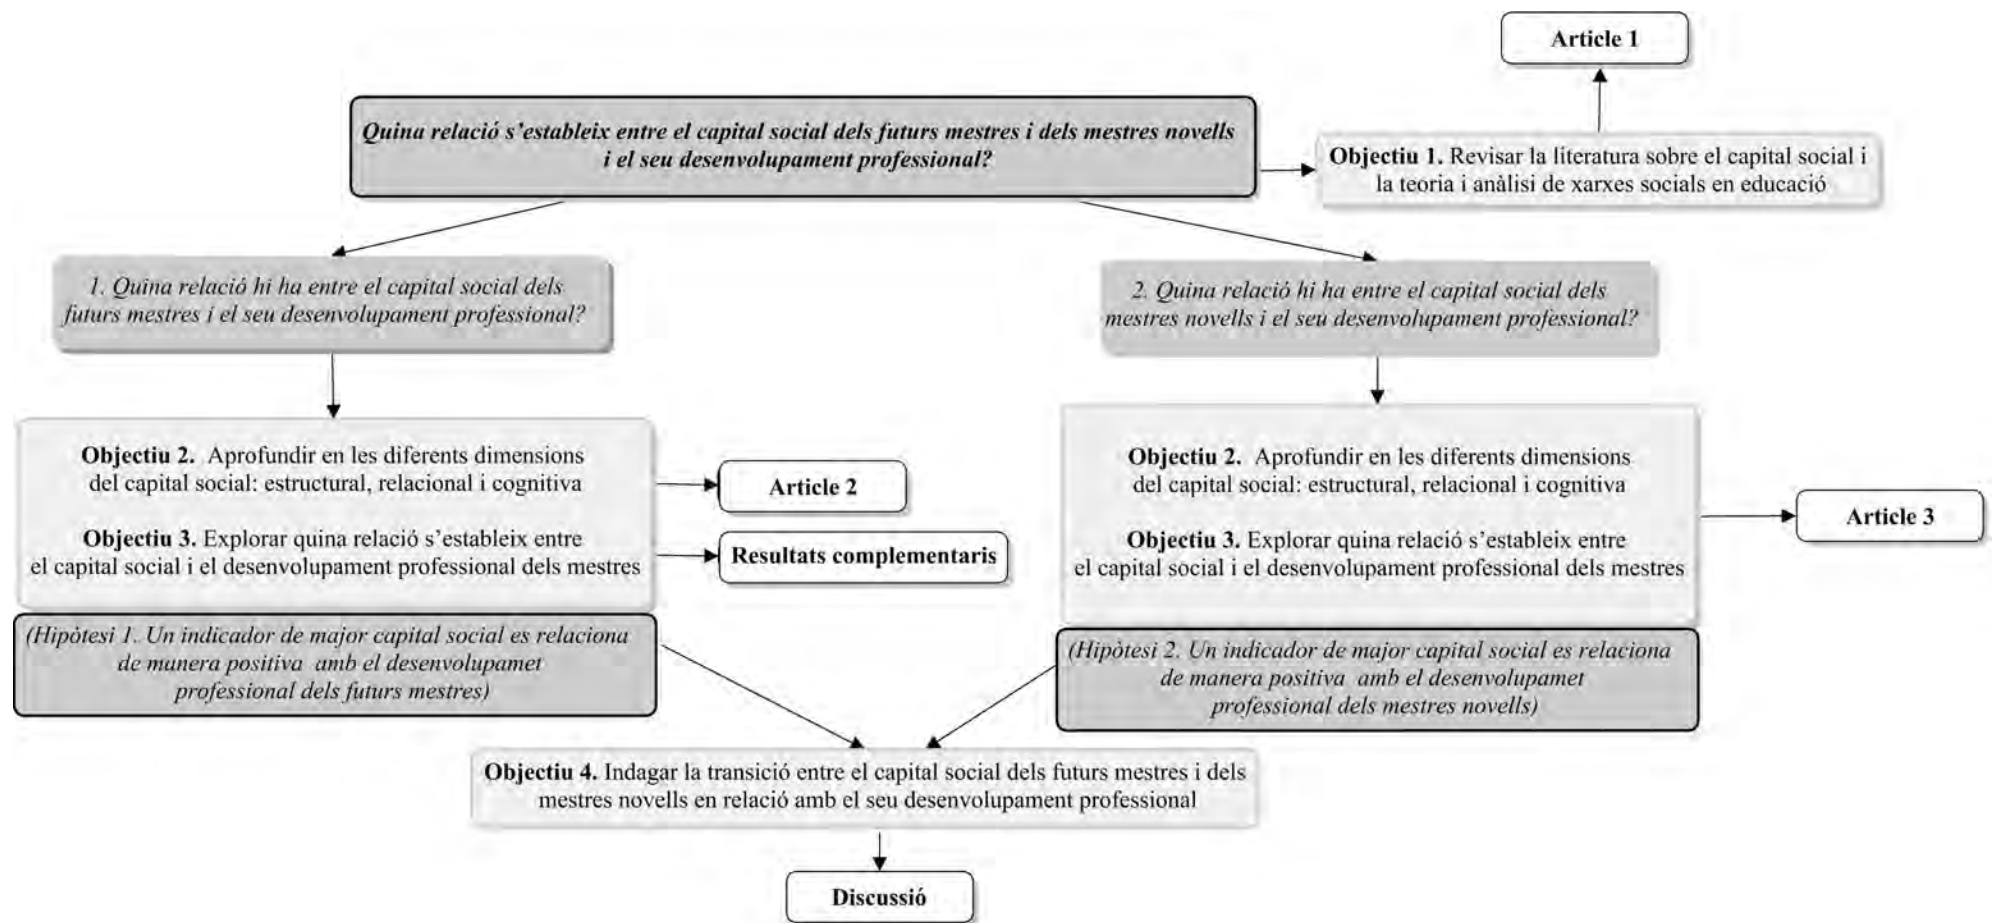 Article 1
Quina relació s'estableix entre el capital social dels futurs mestres i dels mestres novells
i el seu desenvolupament professional?
Objectiu 1. Revisar la literatura sobre el capital social i
la teoria i anàlisi de xarxes socials en educació
1. Quina relació hi ha entre el capital social dels
futurs mestres i el seu desenvolupament professional?
2. Quina relació hi ha entre el capital social dels
mestres novells i el seu desenvolupament professional?
Objectiu 2. Aprofundir en les diferents dimensions
del capital social: estructural, relacional i cognitiva
Objectiu 3. Explorar quina relació s'estableix entre
el capital social i el desenvolupament professional dels mestres
Article 2
Resultats complementaris
Objectiu 2. Aprofundir en les diferents dimensions
del capital social: estructural, relacional i cognitiva
Objectiu 3. Explorar quina relació s'estableix entre
el capital social i el desenvolupament professional dels mestres
Article 3
(Hipòtesi 1. Un indicador de major capital social es relaciona
de manera positiva amb el desenvolupamet
professional dels futurs mestres)
(Hipòtesi 2. Un indicador de major capital social es relaciona
de manera positiva amb el desenvolupamet
professional dels mestres novells)
Objectiu 4. Indagar la transició entre el capital social dels futurs mestres i dels
mestres novells en relació amb el seu desenvolupament professional
Discussió